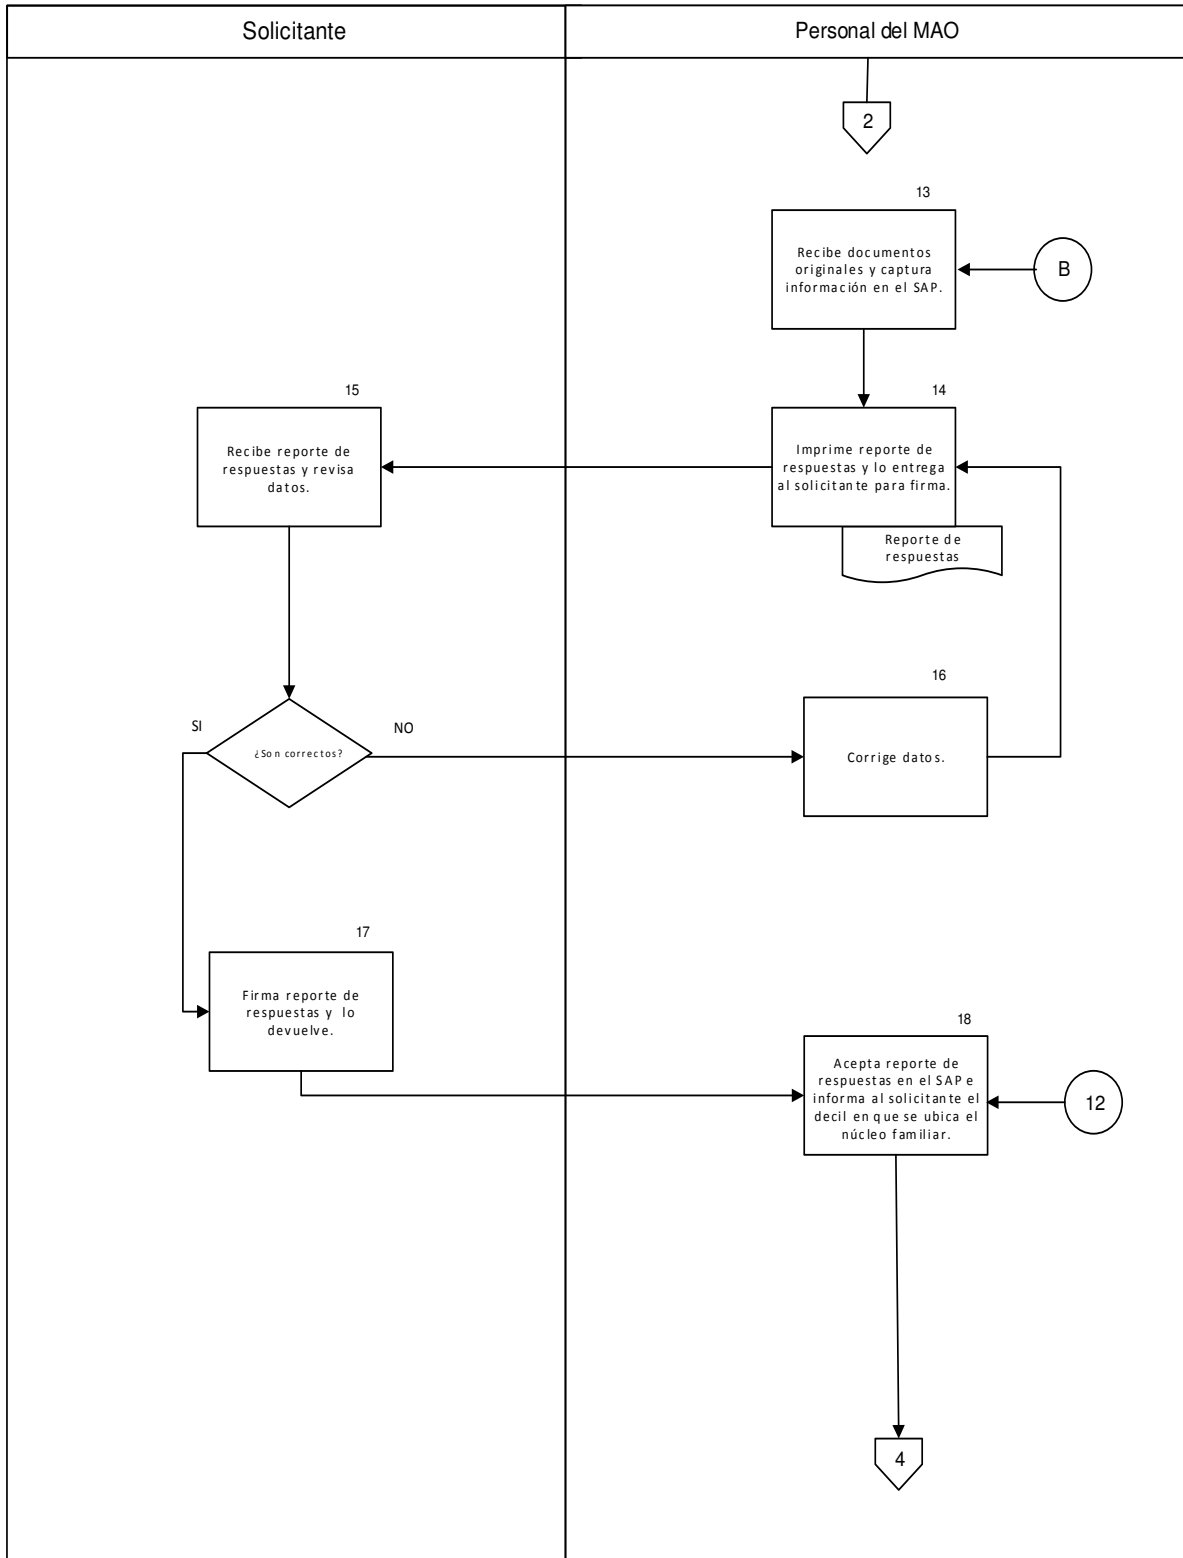 Solicitante
Personal del MAO
2
13
Recibe documentos
originales y captura
información en el SAP.
B
15
Recibe reporte de
respuestas y revisa
datos.
14
Imprime reporte de
respuestas y lo entrega
al solicitante para firma.
Reporte de
respuestas
16
Corrige datos.
SI
¿Son correctos?
NO
17
Firma reporte de
respuestas y lo
devuelve.
18
Acepta reporte de
respuestas en el SAP e
informa al solicitante el
decil en que se ubica el
núcleo familiar.
12
4